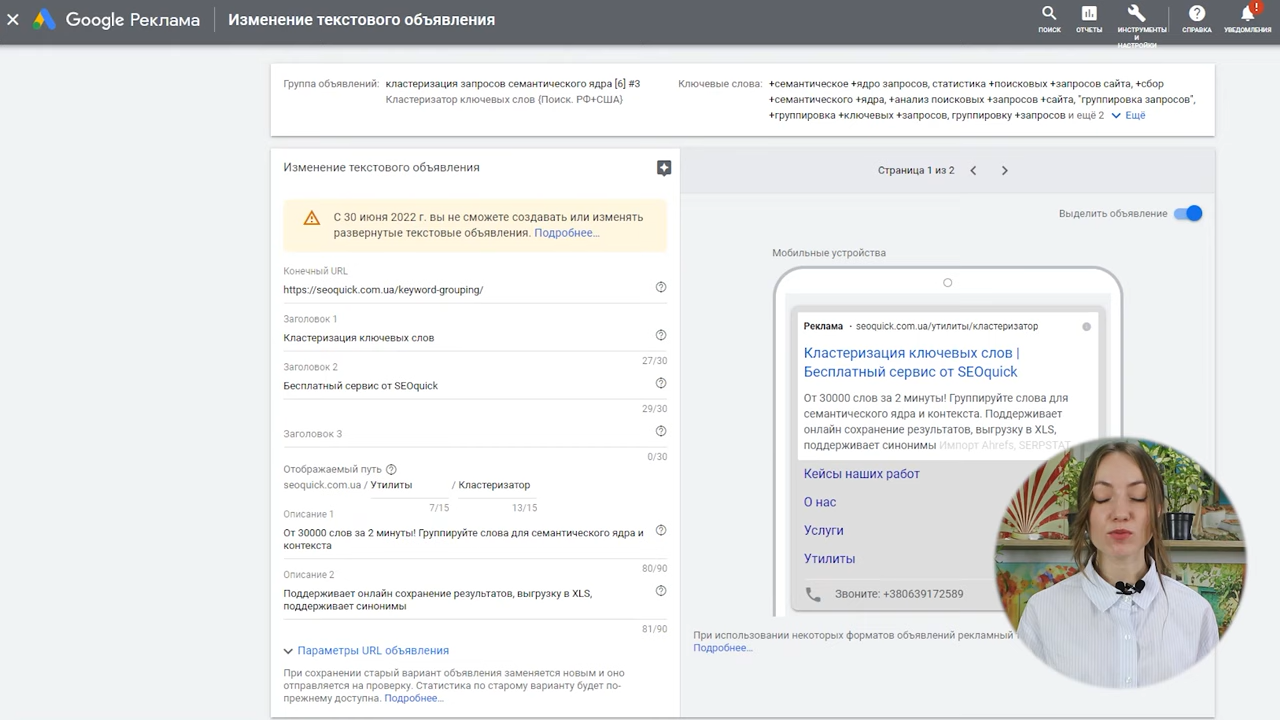 Google Реклама
Изменение текстового объявления
ПОИСК
ОТЧЕТЫ
ИНСТРУМЕНТЫ
И
НАСТРОЙКИ
СПРАВКА
УВЕДОМЛЕНИЯ
Группа объявлений: кластеризация запросов семантического ядра [6] #3
Кластеризатор ключевых слов {Поиск. РФ+США}
Ключевые слова: +семантическое +ядро запросов, статистика +поисковых +запросов сайта, +сбор
+семантического +ядра, +анализ поисковых +запросов +сайта, "группировка запросов",
+группировка +ключевых +запросов, группировку +запросов и ещё 2 Ещё
Изменение текстового объявления
С 30 июня 2022 г. вы не сможете создавать или изменять
развернутые текстовые объявления. Подробнее...
Конечный URL
https://seoquick.com.ua/keyword-grouping/
Заголовок 1
Кластеризация ключевых слов
27/30
Заголовок 2
Бесплатный сервис от SEOquick
29/30
Заголовок 3
0/30
Отображаемый путь
seoquick.com.ua / Утилиты / Кластеризатор
7/15 13/15
Описание 1
От 30000 слов за 2 минуты! Группируйте слова для семантического ядра и
контекста
80/90
Описание 2
Поддерживает онлайн сохранение результатов, выгрузку в XLS,
поддерживает синонимы
81/90
Параметры URL объявления
При сохранении старый вариант объявления заменяется новым и оно
отправляется на проверку. Статистика по старому варианту будет по-
прежнему доступна. Подробнее...
Страница 1 из 2
Выделить объявление
Мобильные устройства
Реклама · seoquick.com.ua/утилиты/кластеризатор
Кластеризация ключевых слов |
Бесплатный сервис от SEOquick
От 30000 слов за 2 минуты! Группируйте слова для
семантического ядра и контекста. Поддерживает
онлайн сохранение результатов, выгрузку в XLS,
поддерживает синонимы Импорт Ahrefs, SERPSTAT
Кейсы наших работ
О нас
Услуги
Утилиты
Звоните: +380639172589
При использовании некоторых форматов объявлений рекламный
Подробнее...